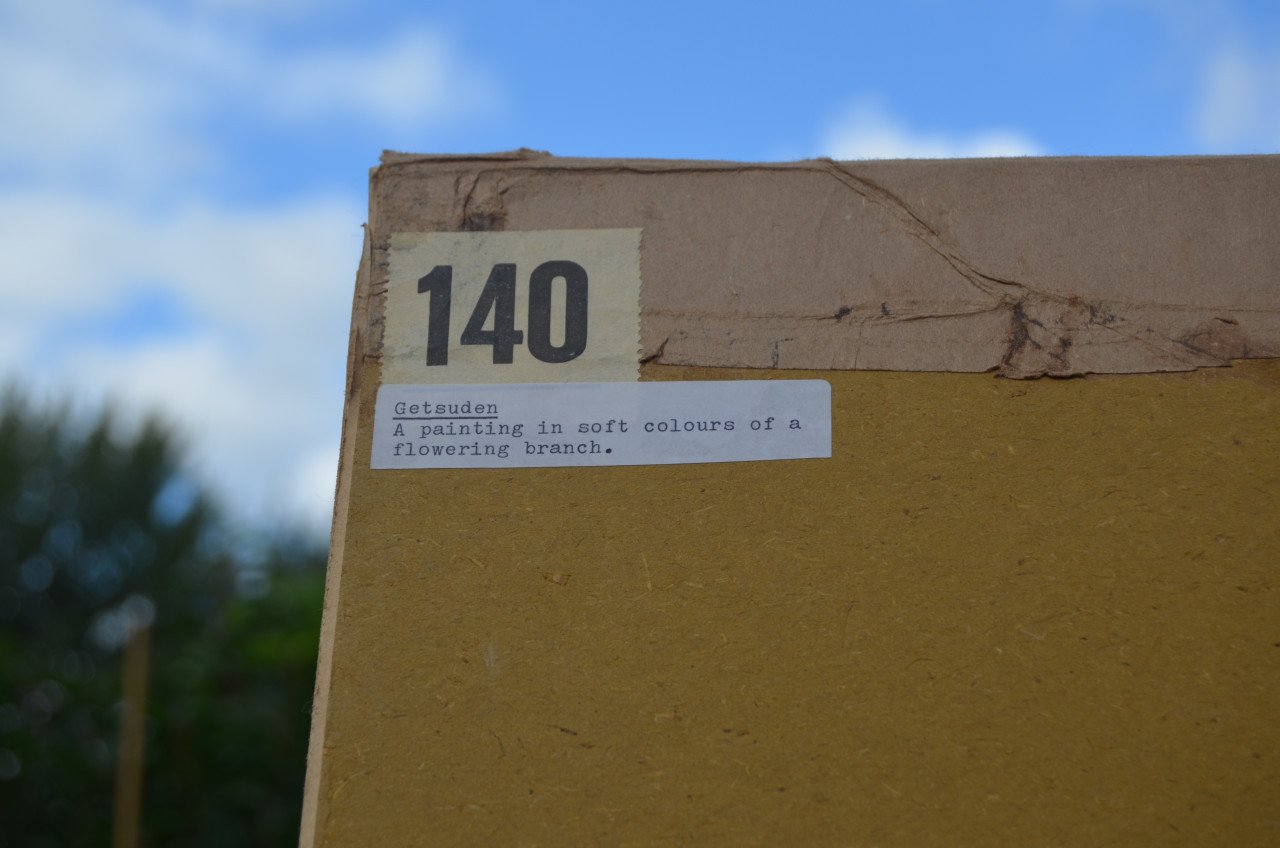 140
Getsuden
A painting in soft colours of a
flowering branch.